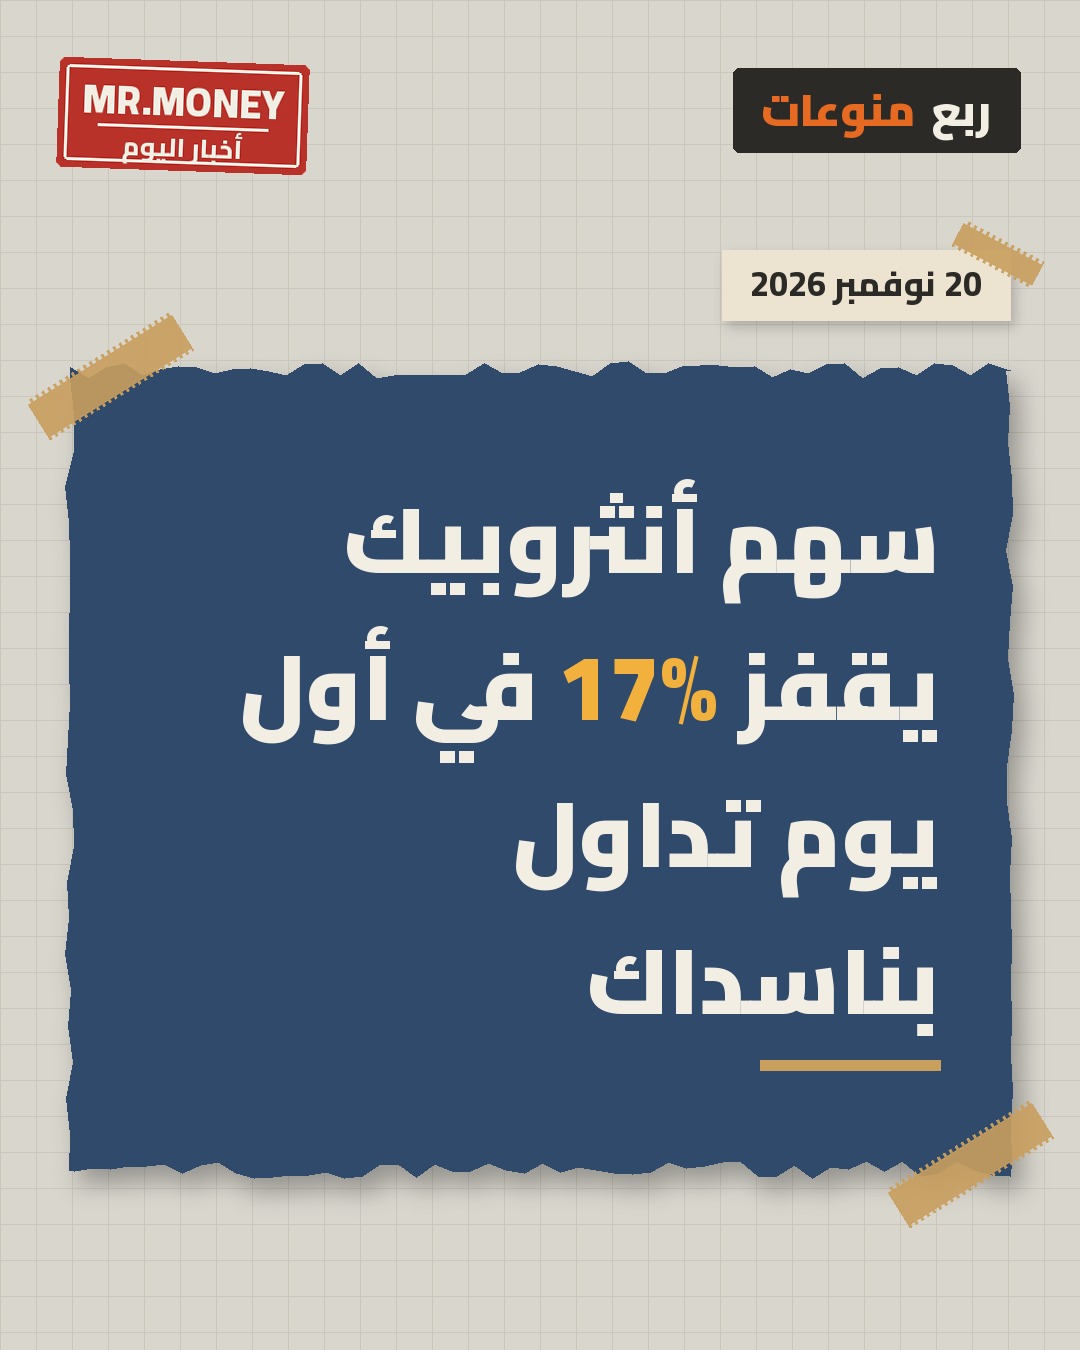 MR.MONEY
أخبار اليوم
ربع منوعات
20 نوفمبر 2026
سهم أنثروبيك
يقفز 17% في أول
يوم تداول
بناسداك